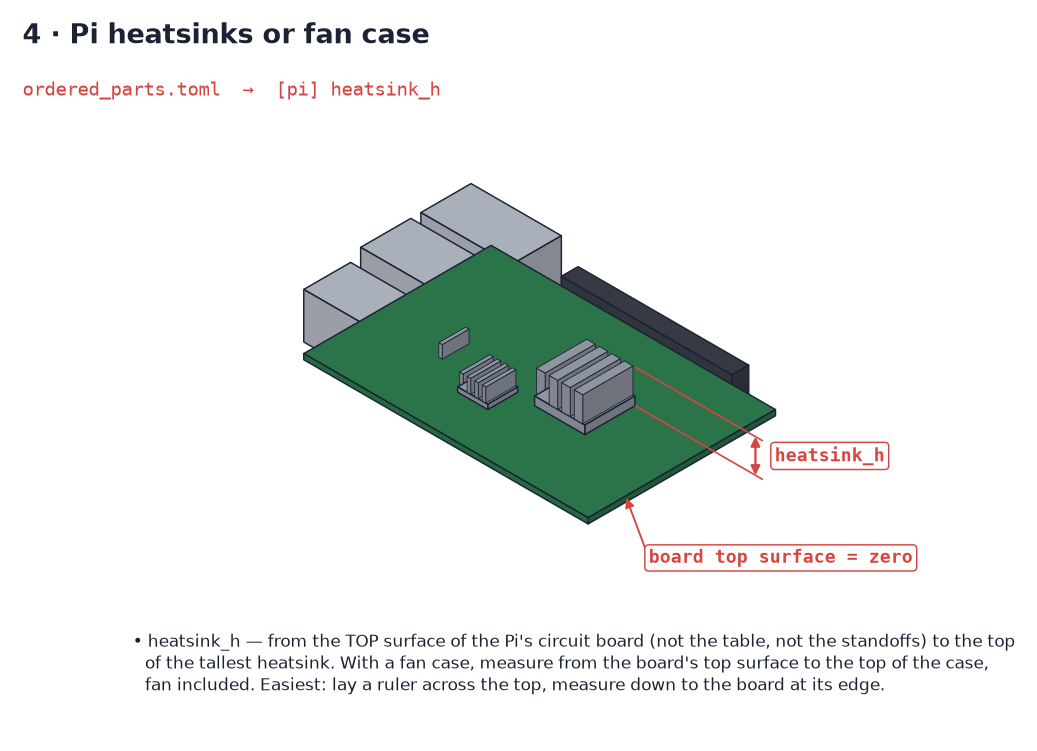 4 · Pi heatsinks or fan case
ordered_parts.toml → [pi] heatsink_h
heatsink_h
board top surface = zero
• heatsink_h — from the TOP surface of the Pi's circuit board (not the table, not the standoffs) to the top
of the tallest heatsink. With a fan case, measure from the board's top surface to the top of the case,
fan included. Easiest: lay a ruler across the top, measure down to the board at its edge.